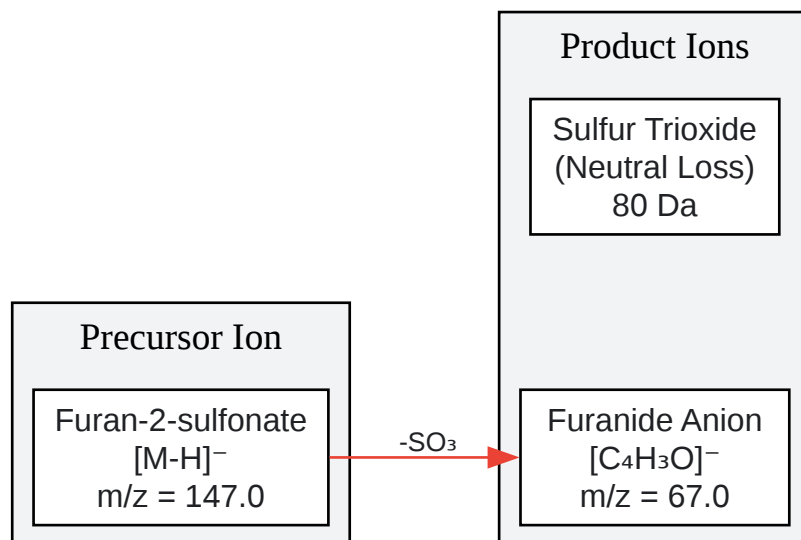 Product Ions
Sulfur Trioxide
(Neutral Loss)
80 Da
Precursor Ion
Furan-2-sulfonate
[M-H]⁻
m/z = 147.0
-SO₃
Furanide Anion
[C₄H₃O]⁻
m/z = 67.0